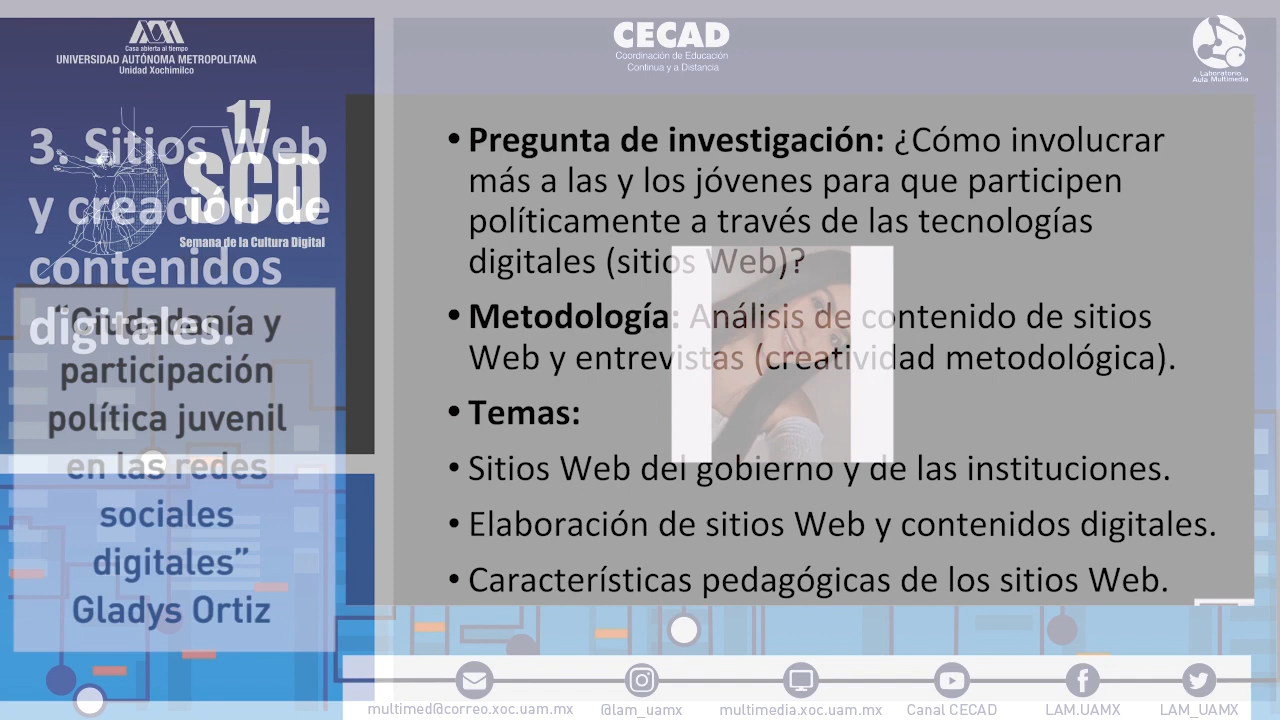 Casa abierta al tiempo
UNIVERSIDAD AUTÓNOMA METROPOLITANA
Unidad Xochimilco
CECAD
Coordinación de Educación
Continua y a Distancia
Laboratorio
Aula Multimedia
17
SCD
Semana de la Cultura Digital
3. Sitios Web
y creación de
contenidos
digitales.
“Ciudadanía y
participación
política juvenil
en las redes
sociales
digitales”
Gladys Ortiz
• Pregunta de investigación: ¿Cómo involucrar
más a las y los jóvenes para que participen
políticamente a través de las tecnologías
digitales (sitios Web)?
• Metodología: Análisis de contenido de sitios
Web y entrevistas (creatividad metodológica).
• Temas:
• Sitios Web del gobierno y de las instituciones.
• Elaboración de sitios Web y contenidos digitales.
• Características pedagógicas de los sitios Web.
multimed@correo.xoc.uam.mx
@lam_uamx
multimedia.xoc.uam.mx
Canal CECAD
LAM.UAMX
LAM_UAMX